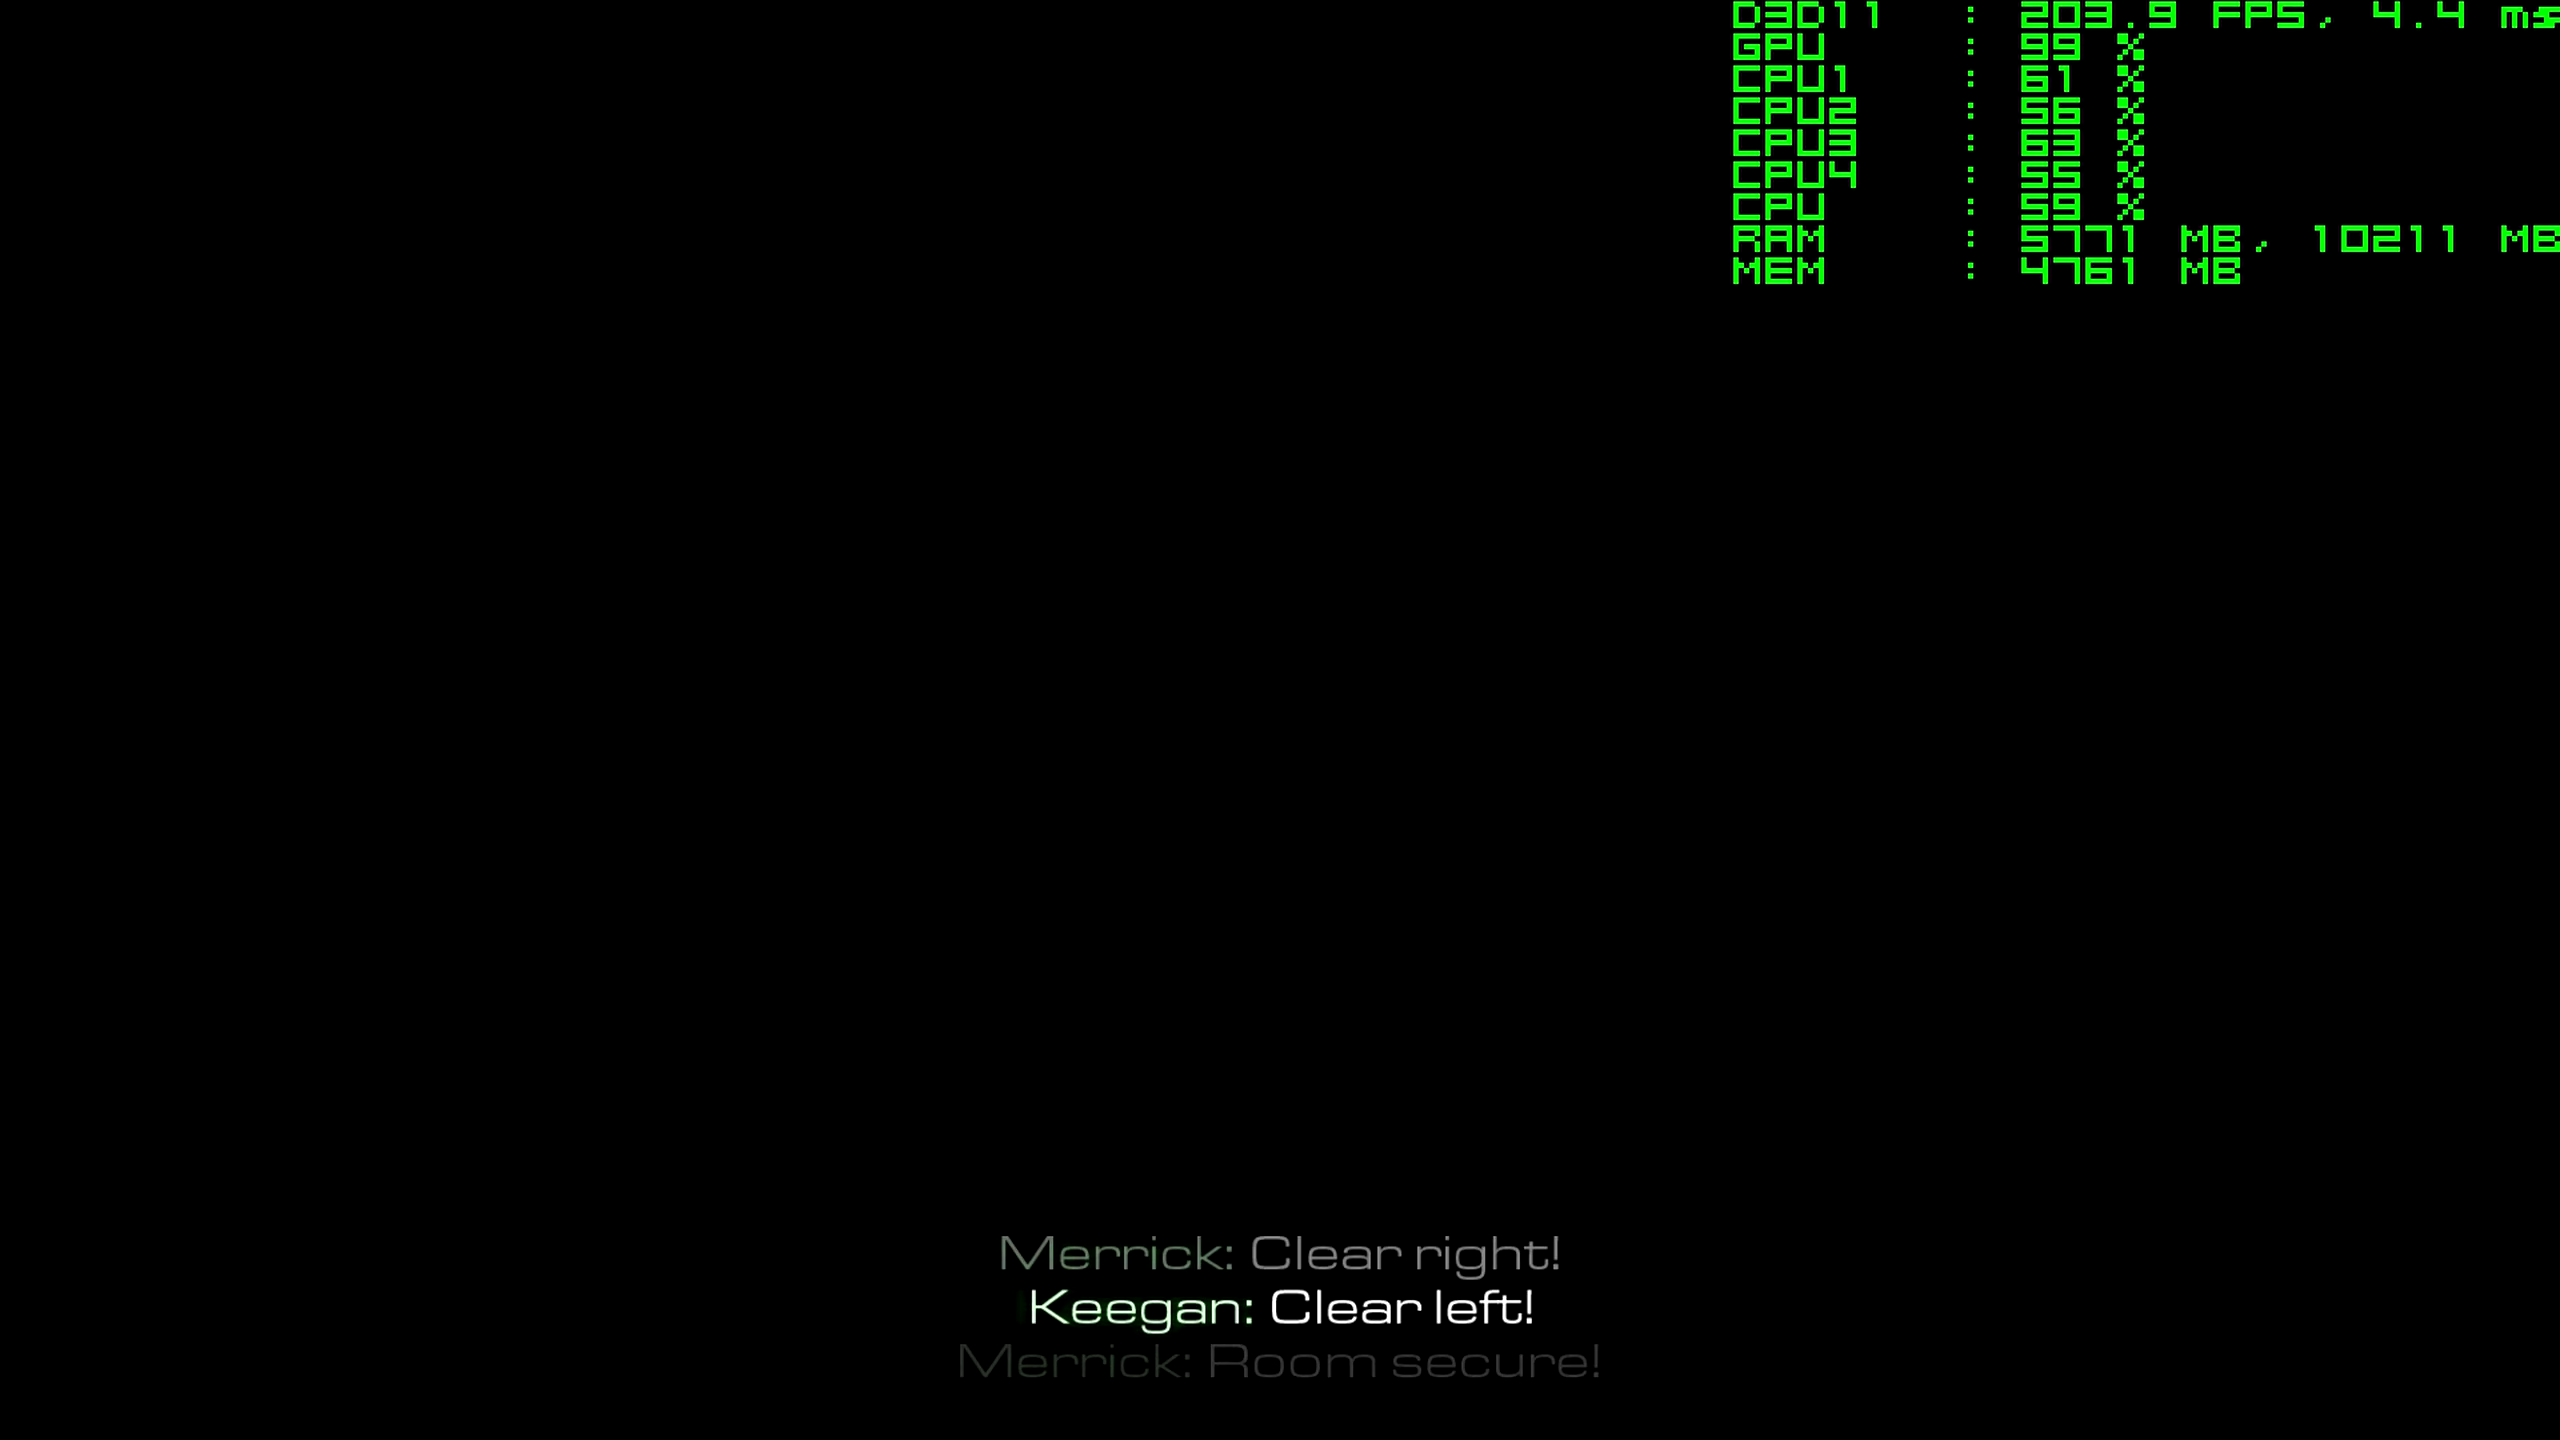 D3D11 : 203.9 FPS, 4.4 ms
GPU : 99 %
CPU1 : 61 %
CPU2 : 56 %
CPU3 : 63 %
CPU4 : 55 %
CPU : 59 %
RAM : 5771 MB, 10211 MB
MEM : 4761 MB
Merrick: Clear right!
Keegan: Clear left!
Merrick: Room secure!